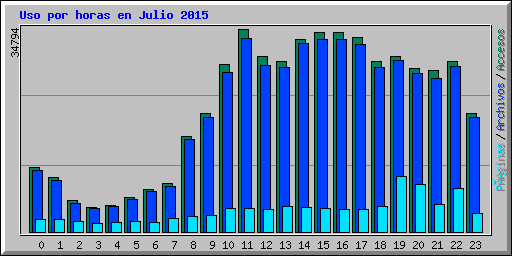 Uso por horas en Julio 2015
34794
Pÿginas / Archivos / Accesos
0 1 2 3 4 5 6 7 8 9 10 11 12 13 14 15 16 17 18 19 20 21 22 23